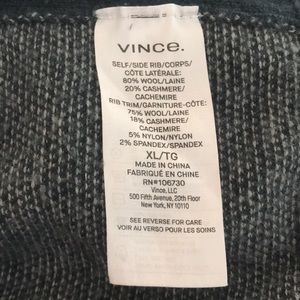 VINCE.
SELF/SIDE RIB/CORPS/
CÔTE LATÉRALE:
80% WOOL/LAINE
20% CASHMERE/
CACHEMIRE
RIB TRIM/GARNITURE-CÔTE:
75% WOOL/LAINE
18% CASHMERE/
CACHEMIRE
5% NYLON/NYLON
2% SPANDEX/SPANDEX
XL/TG
MADE IN CHINA
FABRIQUÉ EN CHINE
RN#106730
Vince, LLC
500 Fifth Avenue, 20th Floor
New York, NY 10110
SEE REVERSE FOR CARE
VOIR AU VERSO POUR LES SOINS